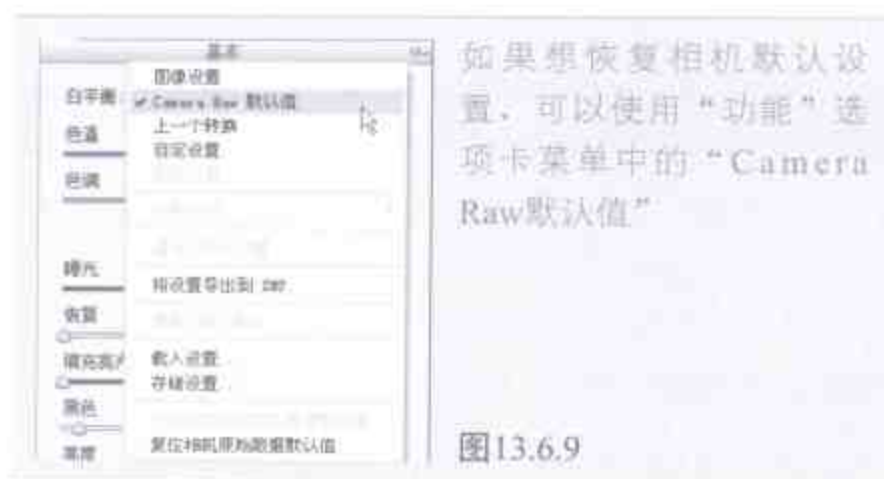 基本
图像设置
白平衡
✔ Camera Raw 默认值
上一个转换
色温
自定设置
色调
曝光
将设置导出到 XMP
恢复
填充亮
载入设置...
存储设置...
黑色
复位相机原始数据默认值
亮度
如果想恢复相机默认设
置，可以使用“功能”选
项卡菜单中的“Camera
Raw默认值”
图13.6.9